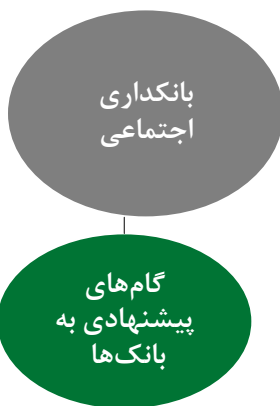 بانکداری
اجتماعی
گام‌های
پیشنهادی به
بانک‌ها